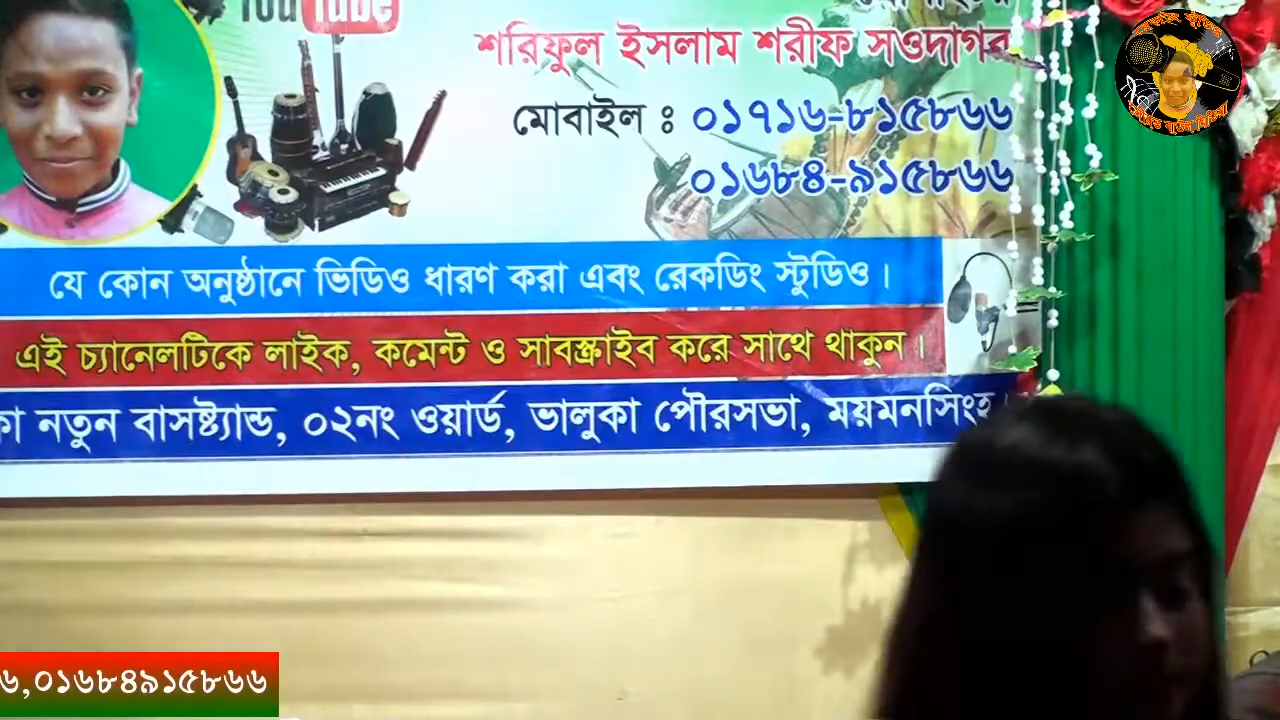 YouTube
শরিফুল ইসলাম শরীফ সওদাগর
মোবাইল ঃ ০১৭১৬-৮১৫৮৬৬
০১৬৮৪-৯১৫৮৬৬
যে কোন অনুষ্ঠানে ভিডিও ধারণ করা এবং রেকডিং স্টুডিও।
এই চ্যানেলটিকে লাইক, কমেন্ট ও সাবস্ক্রাইব করে সাথে থাকুন।
নতুন বাসষ্ট্যান্ড, ০২নং ওয়ার্ড, ভালুকা পৌরসভা, ময়মনসিংহ
৬,০১৬৮৪৯১৫৮৬৬